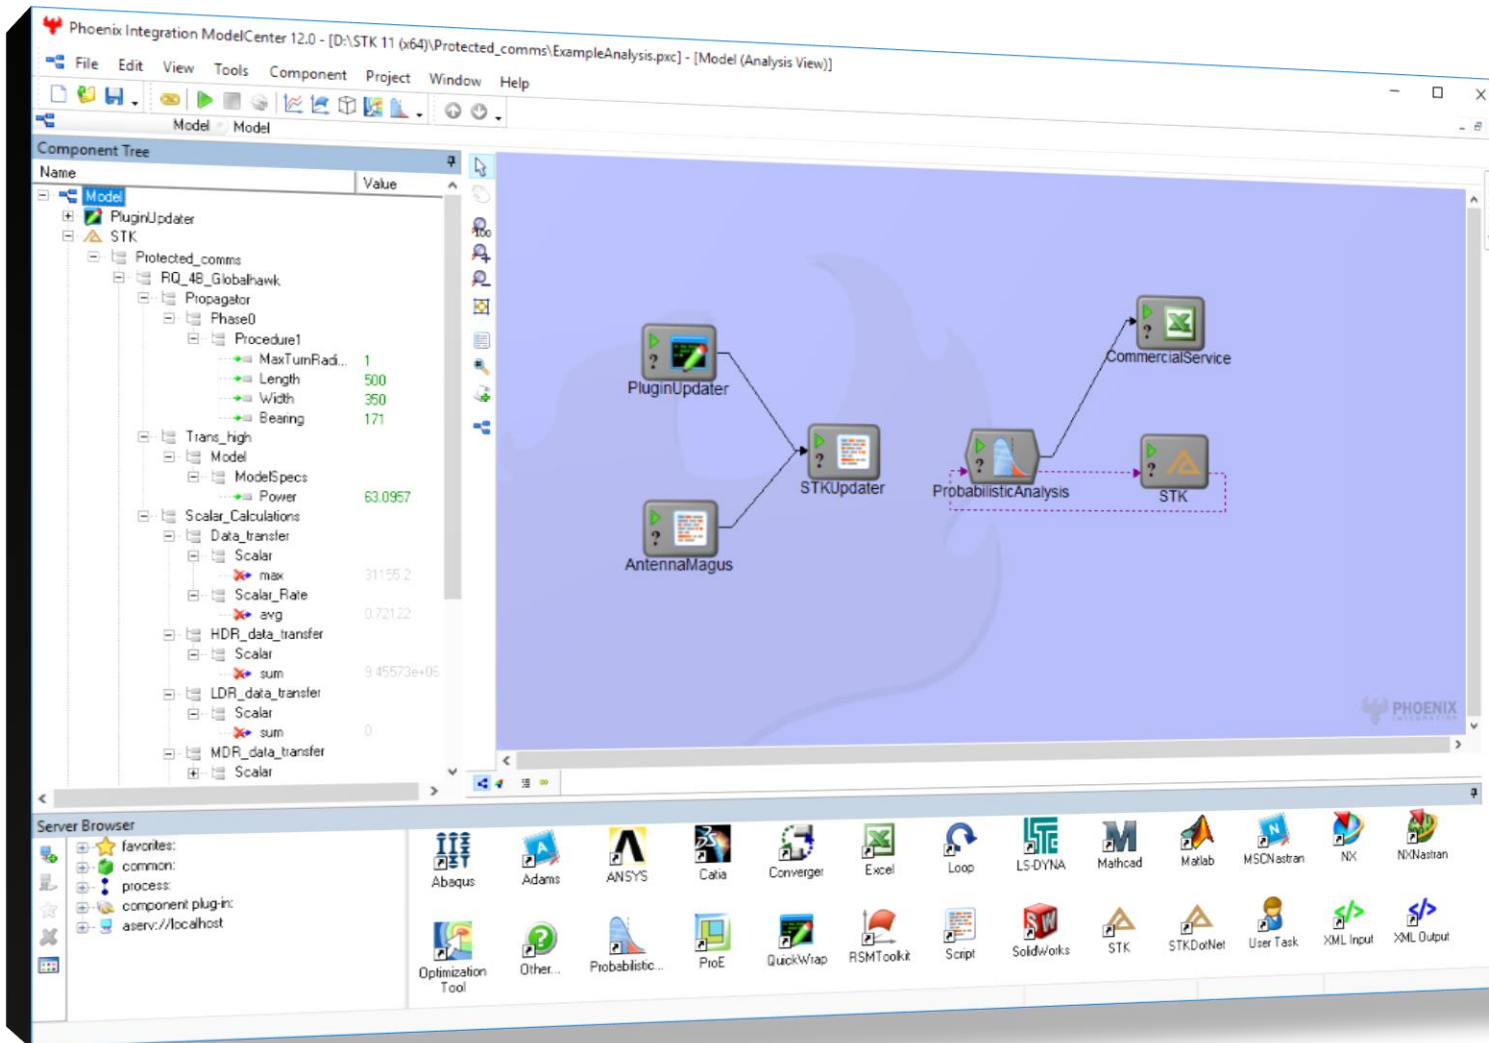 Phoenix Integration ModelCenter 12.0 - [D:\STK 11 (x64)\Protected_comms\ExampleAnalysis.pxc] - [Model (Analysis View)]
File Edit View Tools Component Project Window Help
Model Model
Component Tree
Name Value
Model
PluginUpdater
STK
Protected_comms
RQ_4B_Globalhawk
Propagator
Phase0
Procedure1
MaxTurnRadi... 1
Length 500
Width 350
Bearing 171
Trans_high
Model
ModelSpecs
Power 63.0957
Scalar_Calculations
Data_transfer
Scalar
max 31155.2
Scalar_Rate
avg 0.72122
HDR_data_transfer
Scalar
sum
LDR_data_transfer
Scalar
sum 0
MDR_data_transfer
Scalar
100
PluginUpdater
AntennaMagus
STKUpdater
ProbabilisticAnalysis
CommercialService
STK
PHOENIX
INTEGRATION
Server Browser
favorites:
common:
process:
component plug-in:
aserv://localhost
Abaqus Adams ANSYS Catia Converger Excel Loop LS-DYNA Mathcad Matlab MSCNastran NX NXNastran
Optimization Tool Other... Probabilistic... ProE QuickWrap RSMToolkit Script SolidWorks STK STKDotNet User Task XML Input XML Output